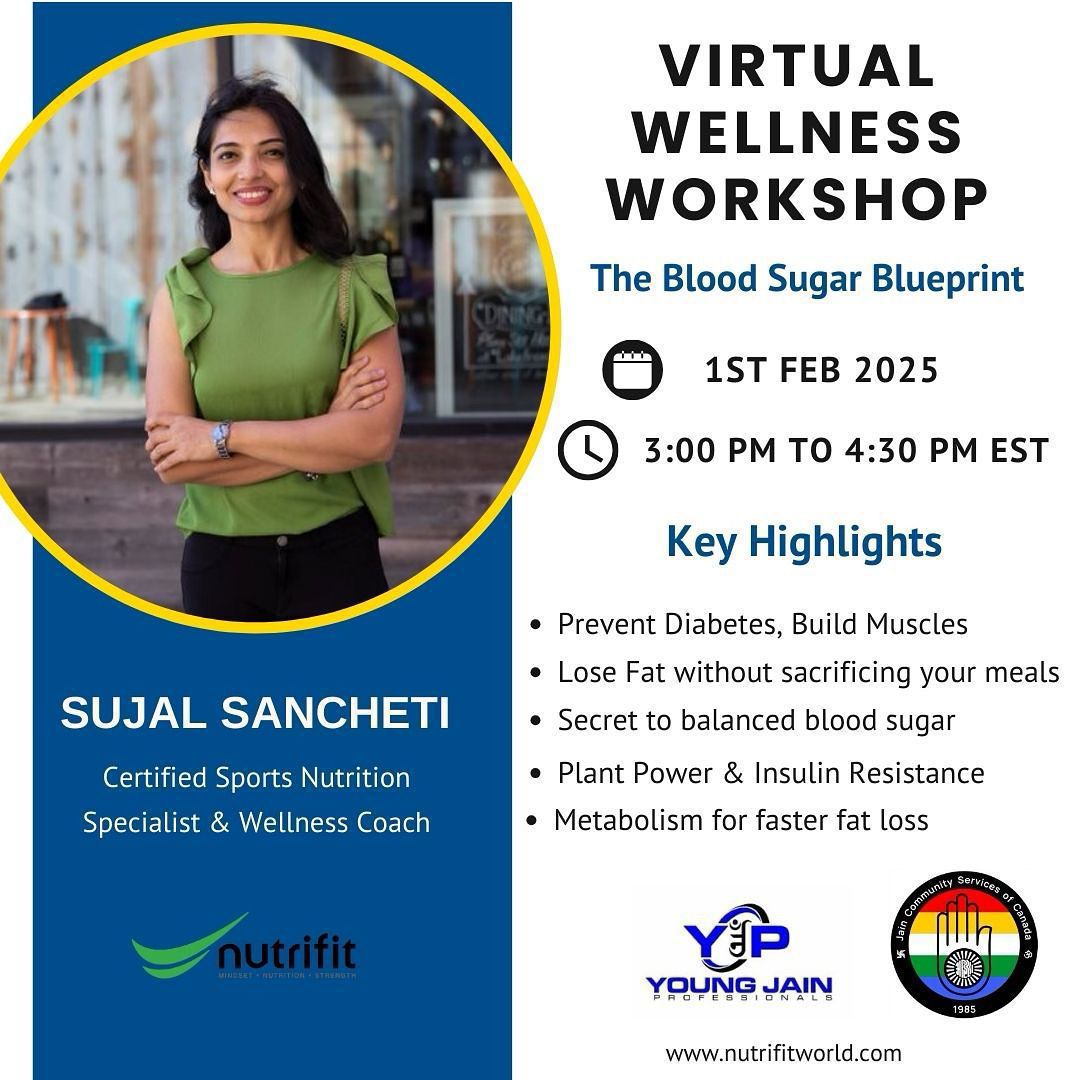 VIRTUAL
WELLNESS
WORKSHOP
The Blood Sugar Blueprint
1ST FEB 2025
3:00 PM TO 4:30 PM EST
Key Highlights
• Prevent Diabetes, Build Muscles
• Lose Fat without sacrificing your meals
• Secret to balanced blood sugar
• Plant Power & Insulin Resistance
• Metabolism for faster fat loss
DINING
SUJAL SANCHETI
Certified Sports Nutrition
Specialist & Wellness Coach
nutrifit
MINDSET • NUTRITION • STRENGTH
YJP
YOUNG JAIN
PROFESSIONALS
Jain Community Services of Canada
1985
www.nutrifitworld.com